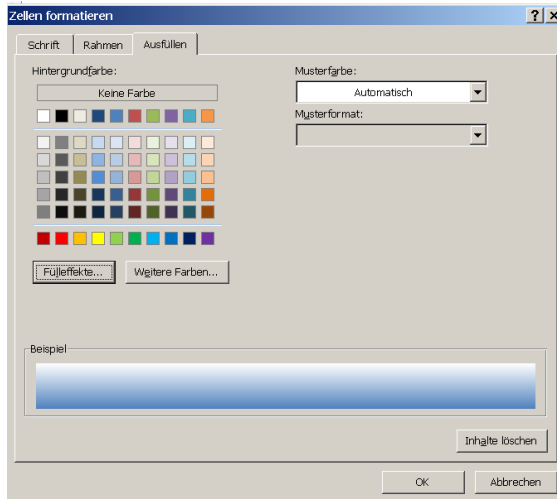 Zellen formatieren
Schrift Rahmen Ausfüllen
Hintergrundfarbe:
Keine Farbe
Fülleffekte... Weitere Farben...
Musterfarbe:
Automatisch
Musterformat:
Beispiel
Inhalte löschen
OK Abbrechen